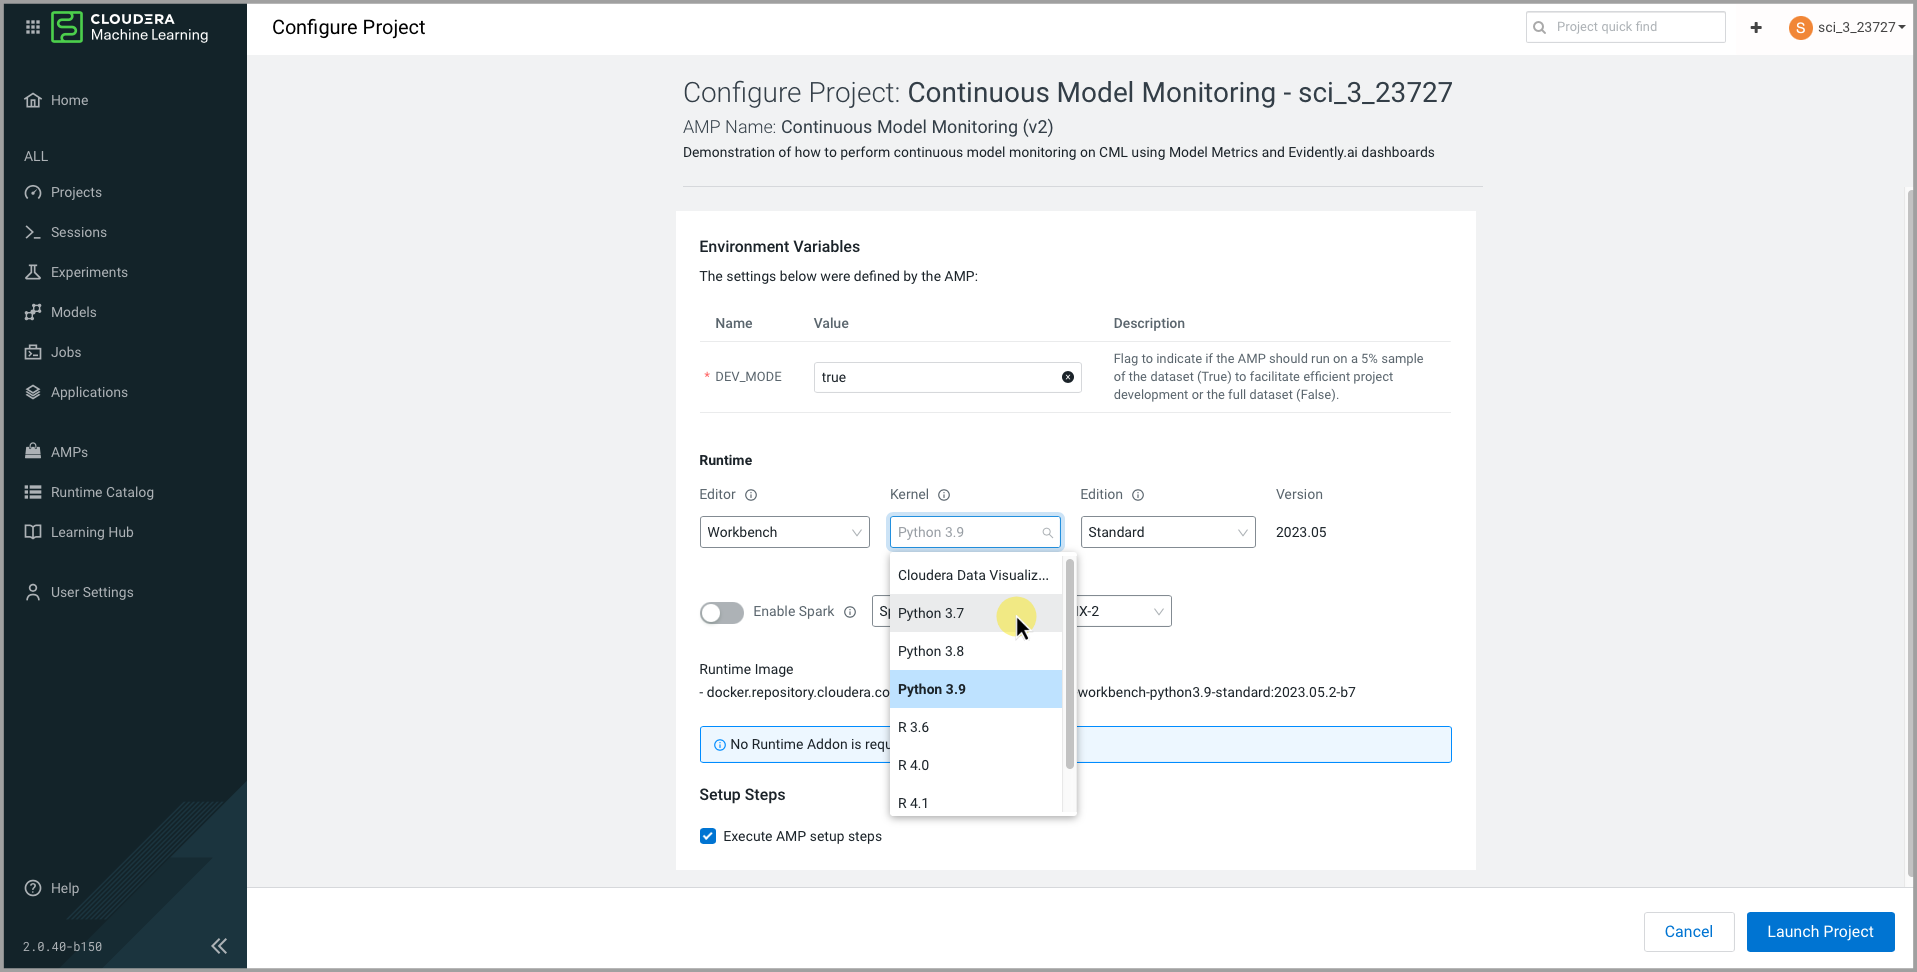 CLOUDERA
Machine Learning
Configure Project
Project quick find
+
S
sci_3_23727
Home
ALL
Projects
Sessions
Experiments
Models
Jobs
Applications
AMPs
Runtime Catalog
Learning Hub
User Settings
Help
2.0.40-b150
Configure Project: Continuous Model Monitoring - sci_3_23727
AMP Name: Continuous Model Monitoring (v2)
Demonstration of how to perform continuous model monitoring on CML using Model Metrics and Evidently.ai dashboards
Environment Variables
The settings below were defined by the AMP:
Name Value Description
* DEV_MODE true
Flag to indicate if the AMP should run on a 5% sample
of the dataset (True) to facilitate efficient project
development or the full dataset (False).
Runtime
Editor Kernel Edition Version
Workbench Python 3.9 Standard 2023.05
Cloudera Data Visualiz...
Python 3.7
Python 3.8
Python 3.9
R 3.6
R 4.0
R 4.1
Enable Spark
X-2
Runtime Image
- docker.repository.cloudera.co workbench-python3.9-standard:2023.05.2-b7
No Runtime Addon is requ
Setup Steps
Execute AMP setup steps
Cancel
Launch Project